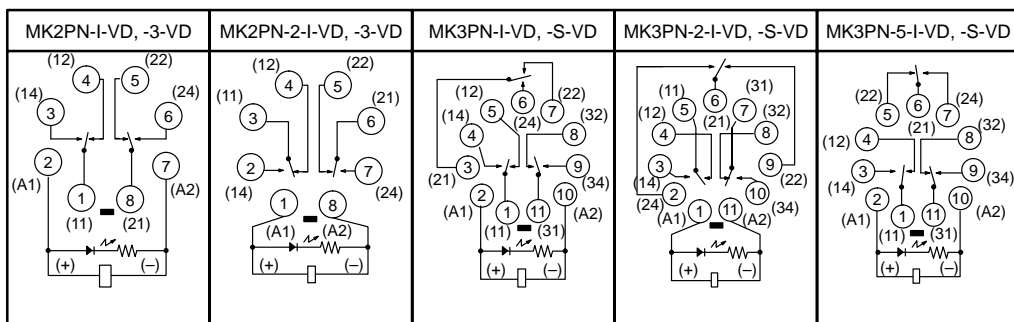 MK2PN-I-VD, -3-VD
MK2PN-2-I-VD, -3-VD
MK3PN-I-VD, -S-VD
MK3PN-2-I-VD, -S-VD
MK3PN-5-I-VD, -S-VD
(12) (22)
4 5
(14) (24)
3 6
2 7
(A1) (A2)
1 8
(11) (21)
(+) (–)
(12) (22)
4 5
(11) (21)
3 6
2 7
(14) (24)
1 8
(A1) (A2)
(+) (–)
(12) 5 6 7 (22)
(14) (24)
4 8 (32)
3 9
(21) (34)
2 10
(A1) (A2)
1 11
(11) (31)
(+) (–)
(11) 6 (31)
5 7
(12) (21) (32)
4 8
3 9
(14) (22)
2 10
(24) (34)
(A1) 1 11 (A2)
(+) (–)
(22) 6 (24)
5 7
(12) (21) (32)
4 8
3 9
(14) (34)
2 10
(A1) (A2)
1 11
(11) (31)
(+) (–)